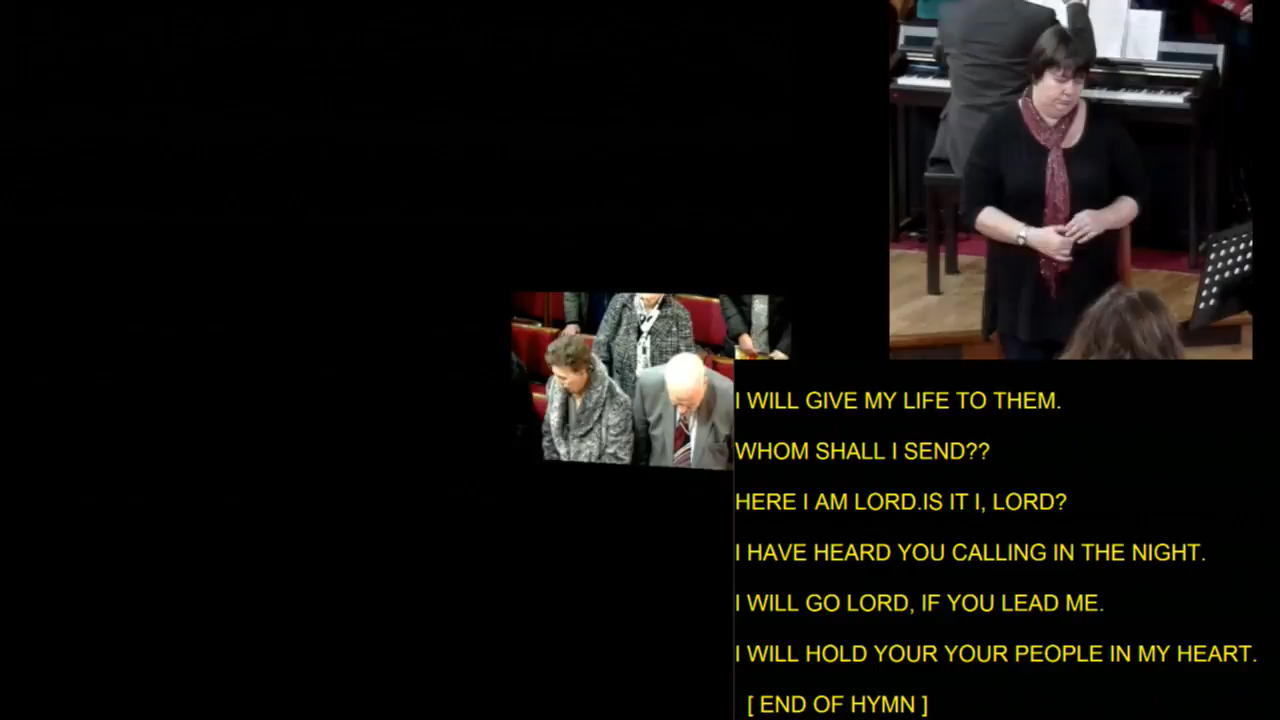 I WILL GIVE MY LIFE TO THEM.
WHOM SHALL I SEND??
HERE I AM LORD.IS IT I, LORD?
I HAVE HEARD YOU CALLING IN THE NIGHT.
I WILL GO LORD, IF YOU LEAD ME.
I WILL HOLD YOUR YOUR PEOPLE IN MY HEART.
[ END OF HYMN ]